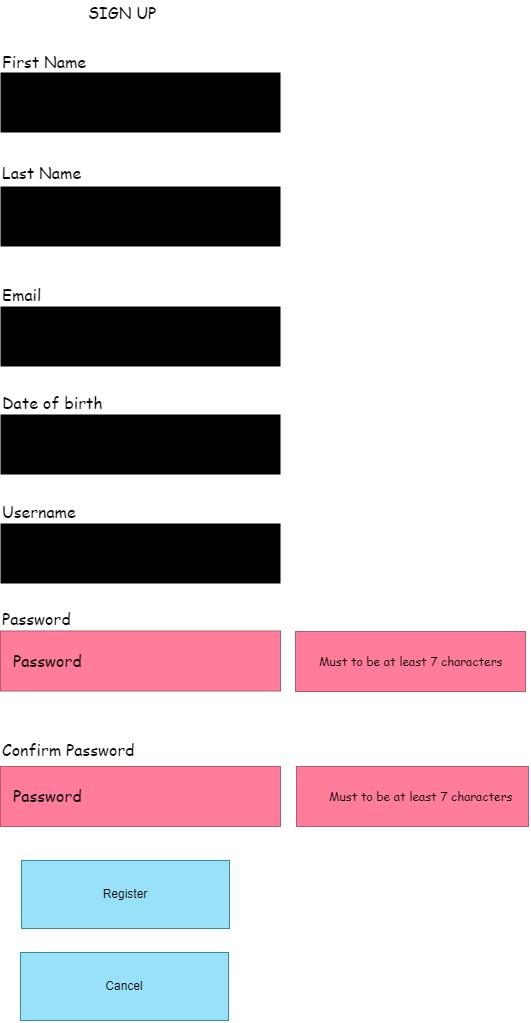 SIGN UP
First Name
Last Name
Email
Date of birth
Username
Password
Password
Must to be at least 7 characters
Confirm Password
Password
Must to be at least 7 characters
Register
Cancel